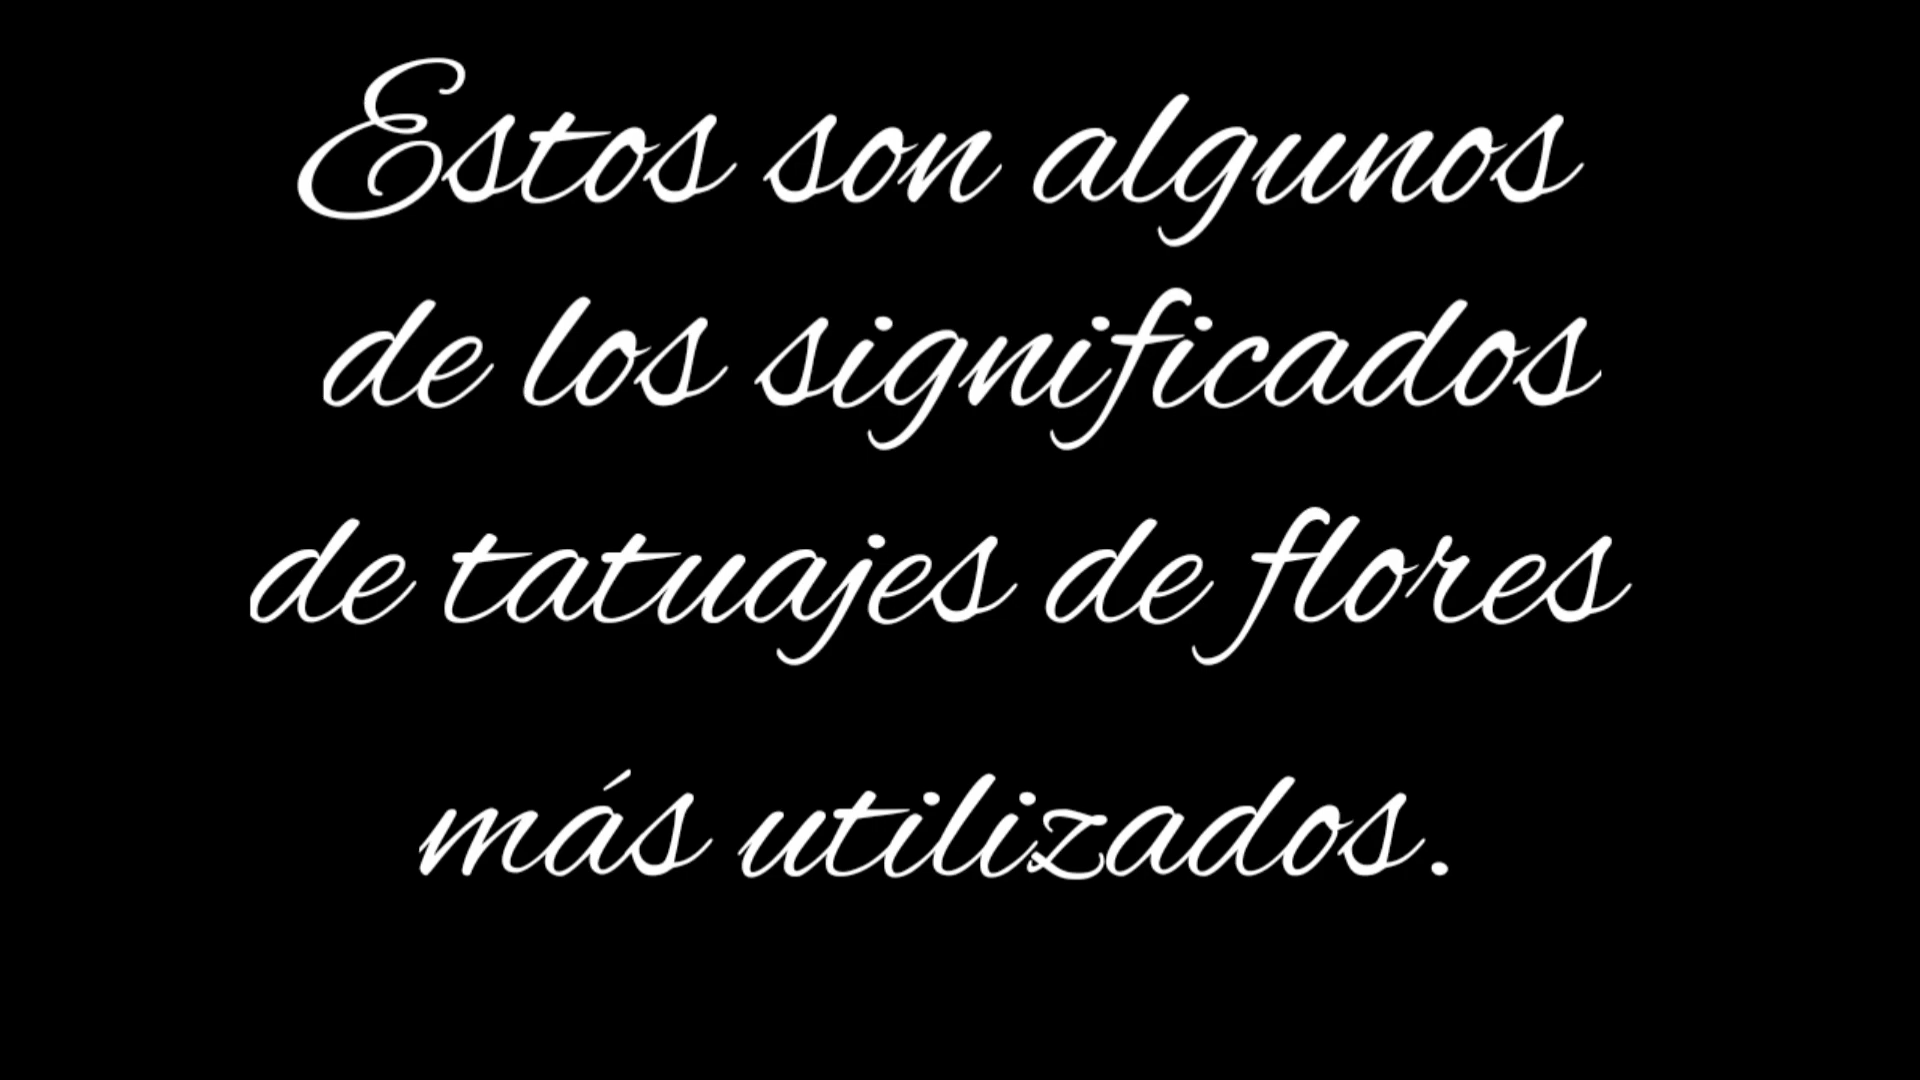 Estos son algunos
de los significados
de tatuajes de flores
más utilizados.